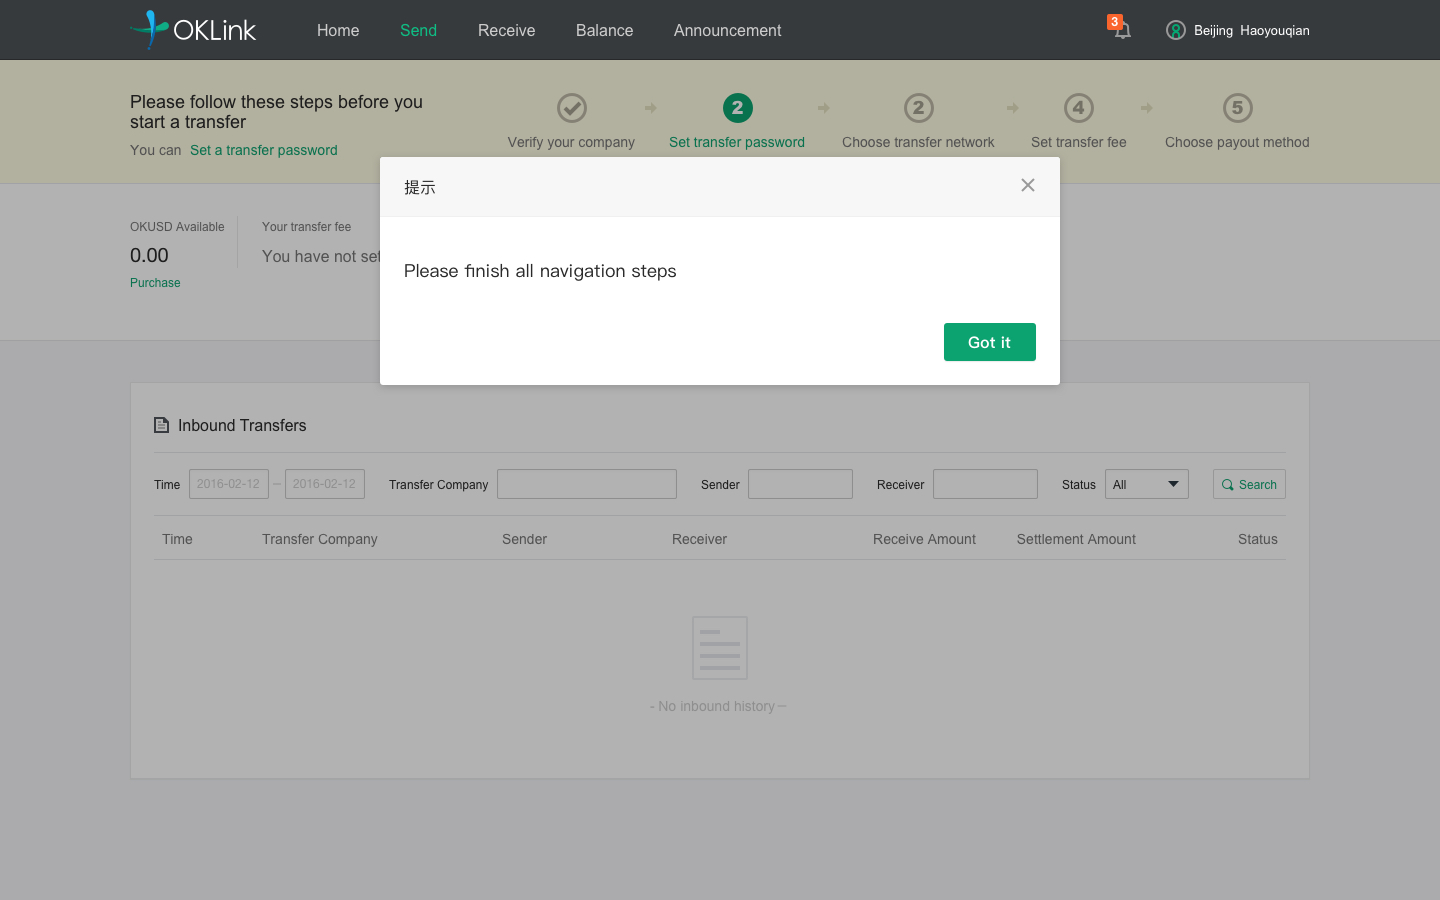 OKLink
Home Send Receive Balance Announcement
3
Beijing Haoyouqian
Please follow these steps before you
start a transfer
You can Set a transfer password
Verify your company
2
Set transfer password
2
Choose transfer network
4
Set transfer fee
5
Choose payout method
提示
Please finish all navigation steps
Got it
OKUSD Available
0.00
Purchase
Your transfer fee
You have not set
Inbound Transfers
Time 2016-02-12 – 2016-02-12 Transfer Company Sender Receiver Status All Search
Time Transfer Company Sender Receiver Receive Amount Settlement Amount Status
- No inbound history –